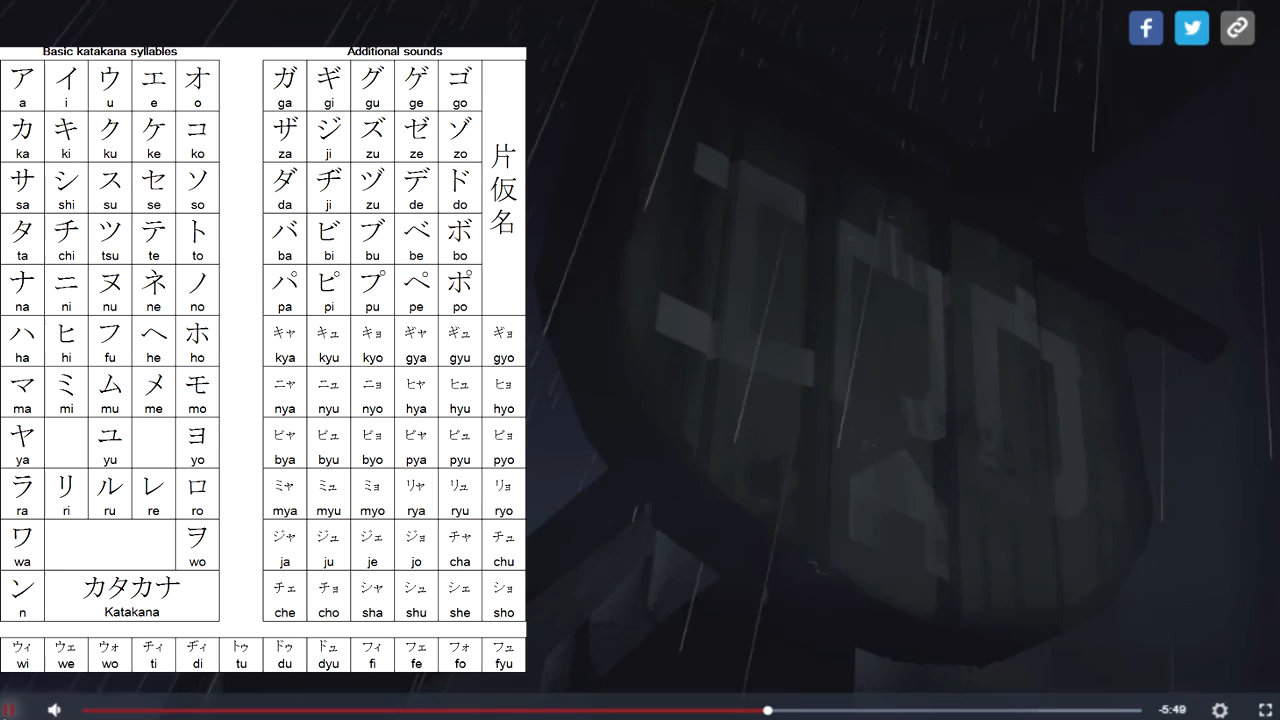 Basic katakana syllables
Additional sounds
ア イ ウ エ オ ガ ギ グ ゲ ゴ
a i u e o ga gi gu ge go
カ キ ク ケ コ ザ ジ ズ ゼ ゾ
ka ki ku ke ko za ji zu ze zo
サ シ ス セ ソ ダ ヂ ヅ デ ド
sa shi su se so da ji zu de do
タ チ ツ テ ト バ ビ ブ ベ ボ
ta chi tsu te to ba bi bu be bo
ナ ニ ヌ ネ ノ パ ピ プ ペ ポ
na ni nu ne no pa pi pu pe po
片仮名
ハ ヒ フ ヘ ホ キャ キュ キョ ギャ ギュ ギョ
ha hi fu he ho kya kyu kyo gya gyu gyo
マ ミ ム メ モ ニャ ニュ ニョ ヒャ ヒュ ヒョ
ma mi mu me mo nya nyu nyo hya hyu hyo
ヤ ユ ヨ ビャ ビュ ビョ ピャ ピュ ピョ
ya yu yo bya byu byo pya pyu pyo
ラ リ ル レ ロ ミャ ミュ ミョ リャ リュ リョ
ra ri ru re ro mya myu myo rya ryu ryo
ワ ヲ ジャ ジュ ジェ ジョ チャ チュ
wa wo ja ju je jo cha chu
ン カタカナ チェ チョ シャ シュ シェ ショ
n Katakana che cho sha shu she sho
ウィ ウェ ウォ ティ ディ トゥ ドゥ デュ フィ フェ フォ フュ
wi we wo ti di tu du dyu fi fe fo fyu
-5:49